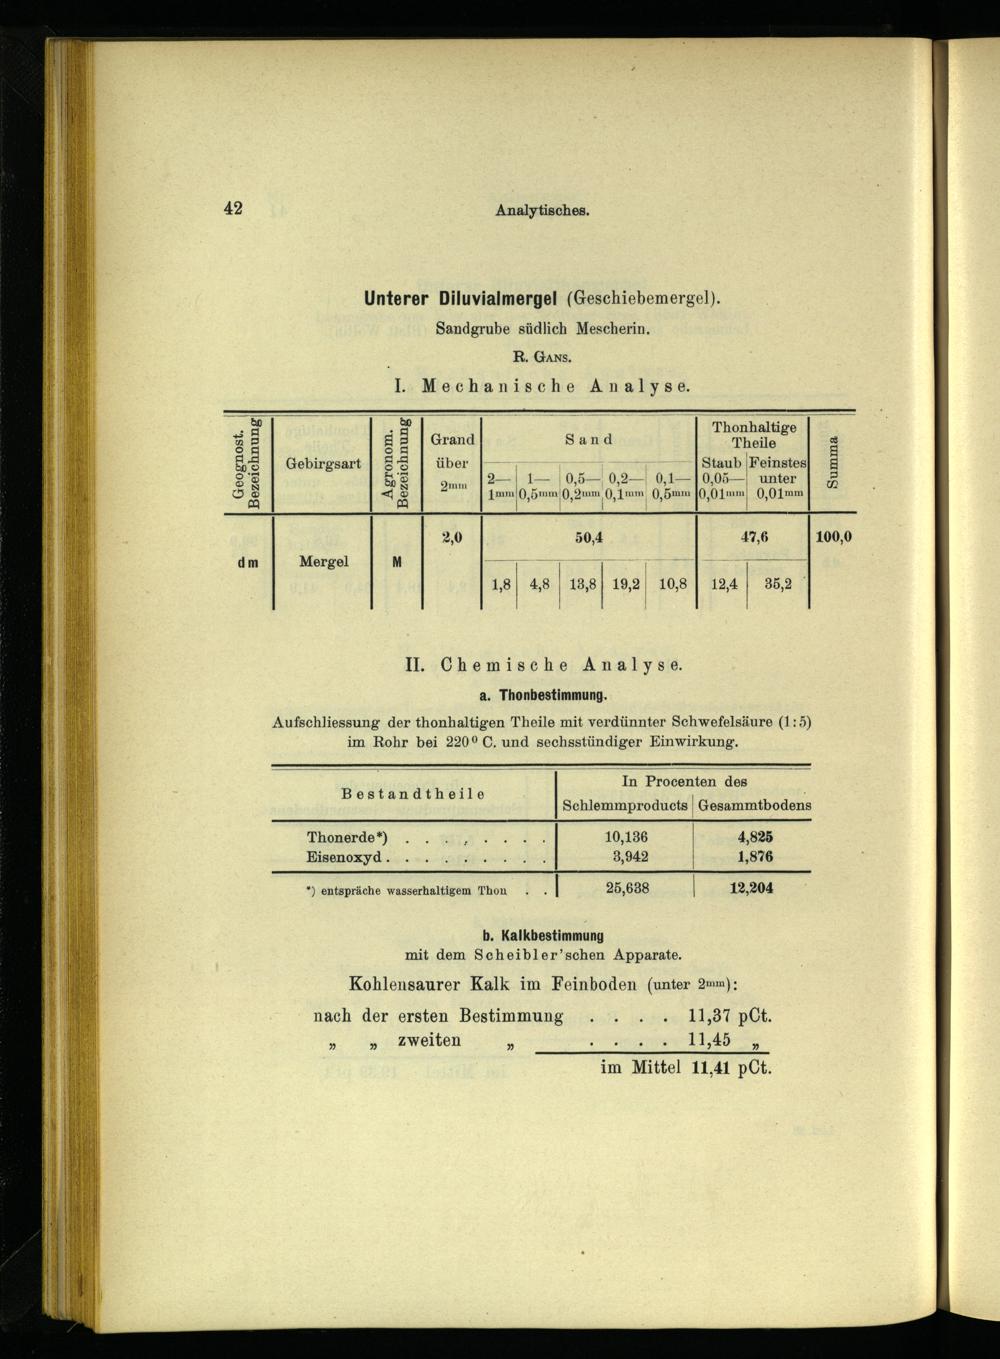 42 Analytisches.
Unterer Diluvialmergel (Geschiebemergel).
Sandgrube südlich Mescherin.
R. Gans.
I. Mechanische Analyse.
Geognost. Bezeichnung | Gebirgsart | Agronom. Bezeichnung | Grand über 2mm | Sand | Thonhaltige Theile | Summa
2—1mm | 1—0,5mm | 0,5—0,2mm | 0,2—0,1mm | 0,1—0,5mm | Staub 0,05—0,01mm | Feinstes unter 0,01mm
dm | Mergel | M | 2,0 | 50,4 | 47,6 | 100,0
1,8 | 4,8 | 13,8 | 19,2 | 10,8 | 12,4 | 35,2
II. Chemische Analyse.
a. Thonbestimmung.
Aufschliessung der thonhaltigen Theile mit verdünnter Schwefelsäure (1:5)
im Rohr bei 220° C. und sechsstündiger Einwirkung.
Bestandtheile | In Procenten des
Schlemmproducts | Gesammtbodens
Thonerde*) . . . . . . . . | 10,136 | 4,825
Eisenoxyd . . . . . . . . . | 3,942 | 1,876
*) entspräche wasserhaltigem Thon . . | 25,638 | 12,204
b. Kalkbestimmung
mit dem Scheibler'schen Apparate.
Kohlensaurer Kalk im Feinboden (unter 2mm):
nach der ersten Bestimmung . . . . 11,37 pCt.
„ „ zweiten „ . . . . 11,45 „
im Mittel 11,41 pCt.